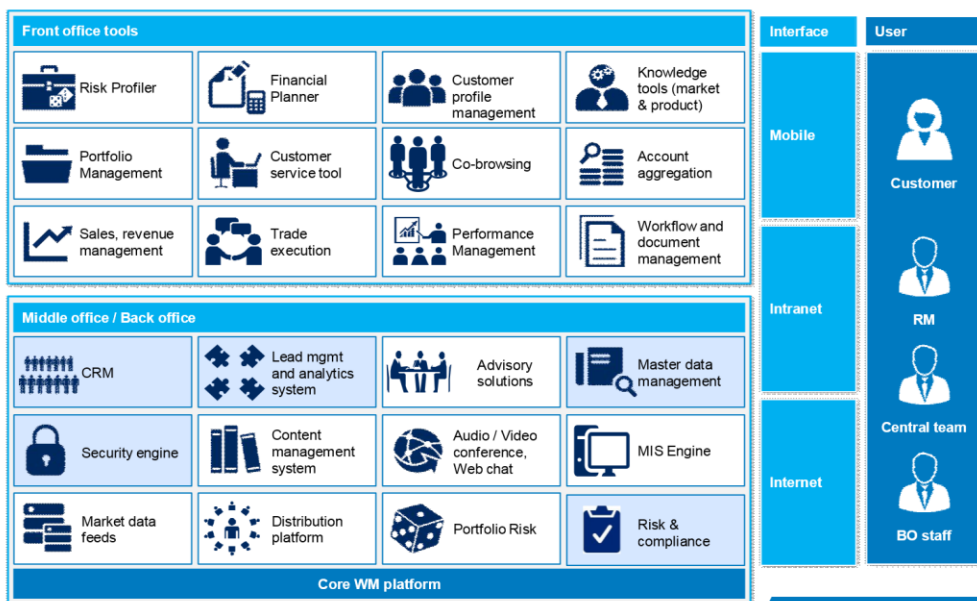 Front office tools
Interface
User
Risk Profiler
Financial
Planner
Customer
profile
management
Knowledge
tools (market
& product)
Portfolio
Management
Customer
service tool
Co-browsing
Account
aggregation
Sales, revenue
management
Trade
execution
Performance
Management
Workflow and
document
management
Middle office / Back office
CRM
Lead mgmt
and analytics
system
Advisory
solutions
Master data
management
Security engine
Content
management
system
Audio / Video
conference,
Web chat
MIS Engine
Market data
feeds
Distribution
platform
Portfolio Risk
Risk &
compliance
Core WM platform
Mobile
Intranet
Internet
Customer
RM
Central team
BO staff